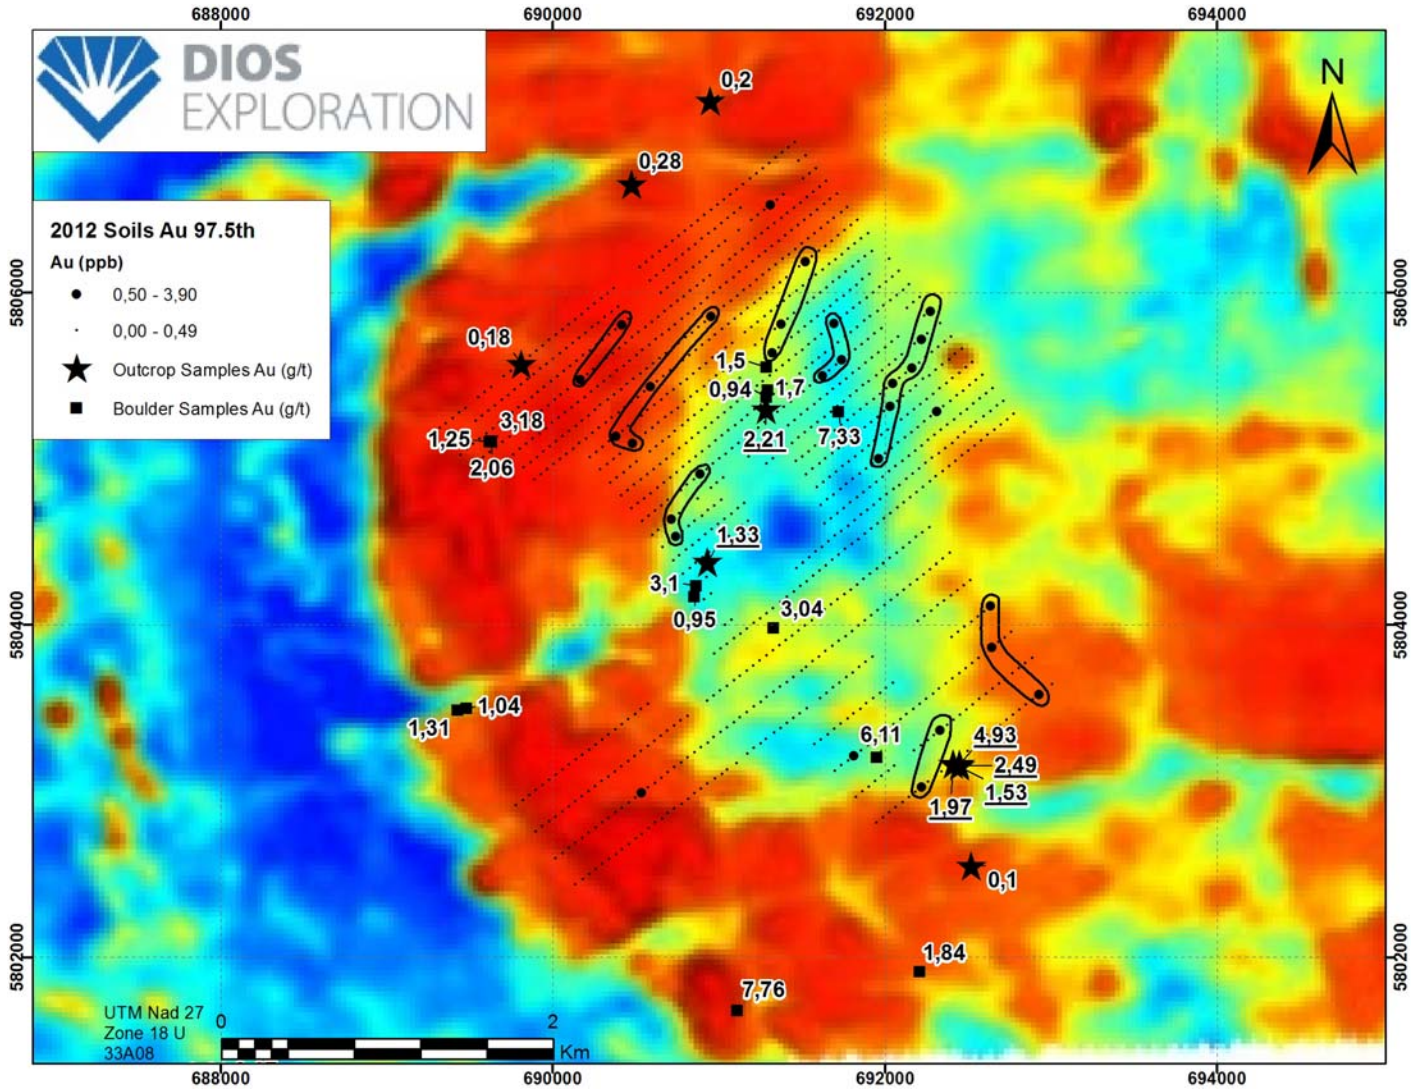 688000 690000 692000 694000
DIOS
EXPLORATION
N
0,2
0,28
2012 Soils Au 97.5th
Au (ppb)
0,50 - 3,90
0,00 - 0,49
Outcrop Samples Au (g/t)
Boulder Samples Au (g/t)
5806000 5806000
0,18
1,5
0,94 1,7
2,21 7,33
3,18
1,25
2,06
1,33
3,1
0,95
3,04
5804000 5804000
1,04
1,31
6,11
4,93
2,49
1,53
1,97
0,1
1,84
5802000 5802000
7,76
UTM Nad 27
Zone 18 U
33A08
0 2
Km
688000 690000 692000 694000